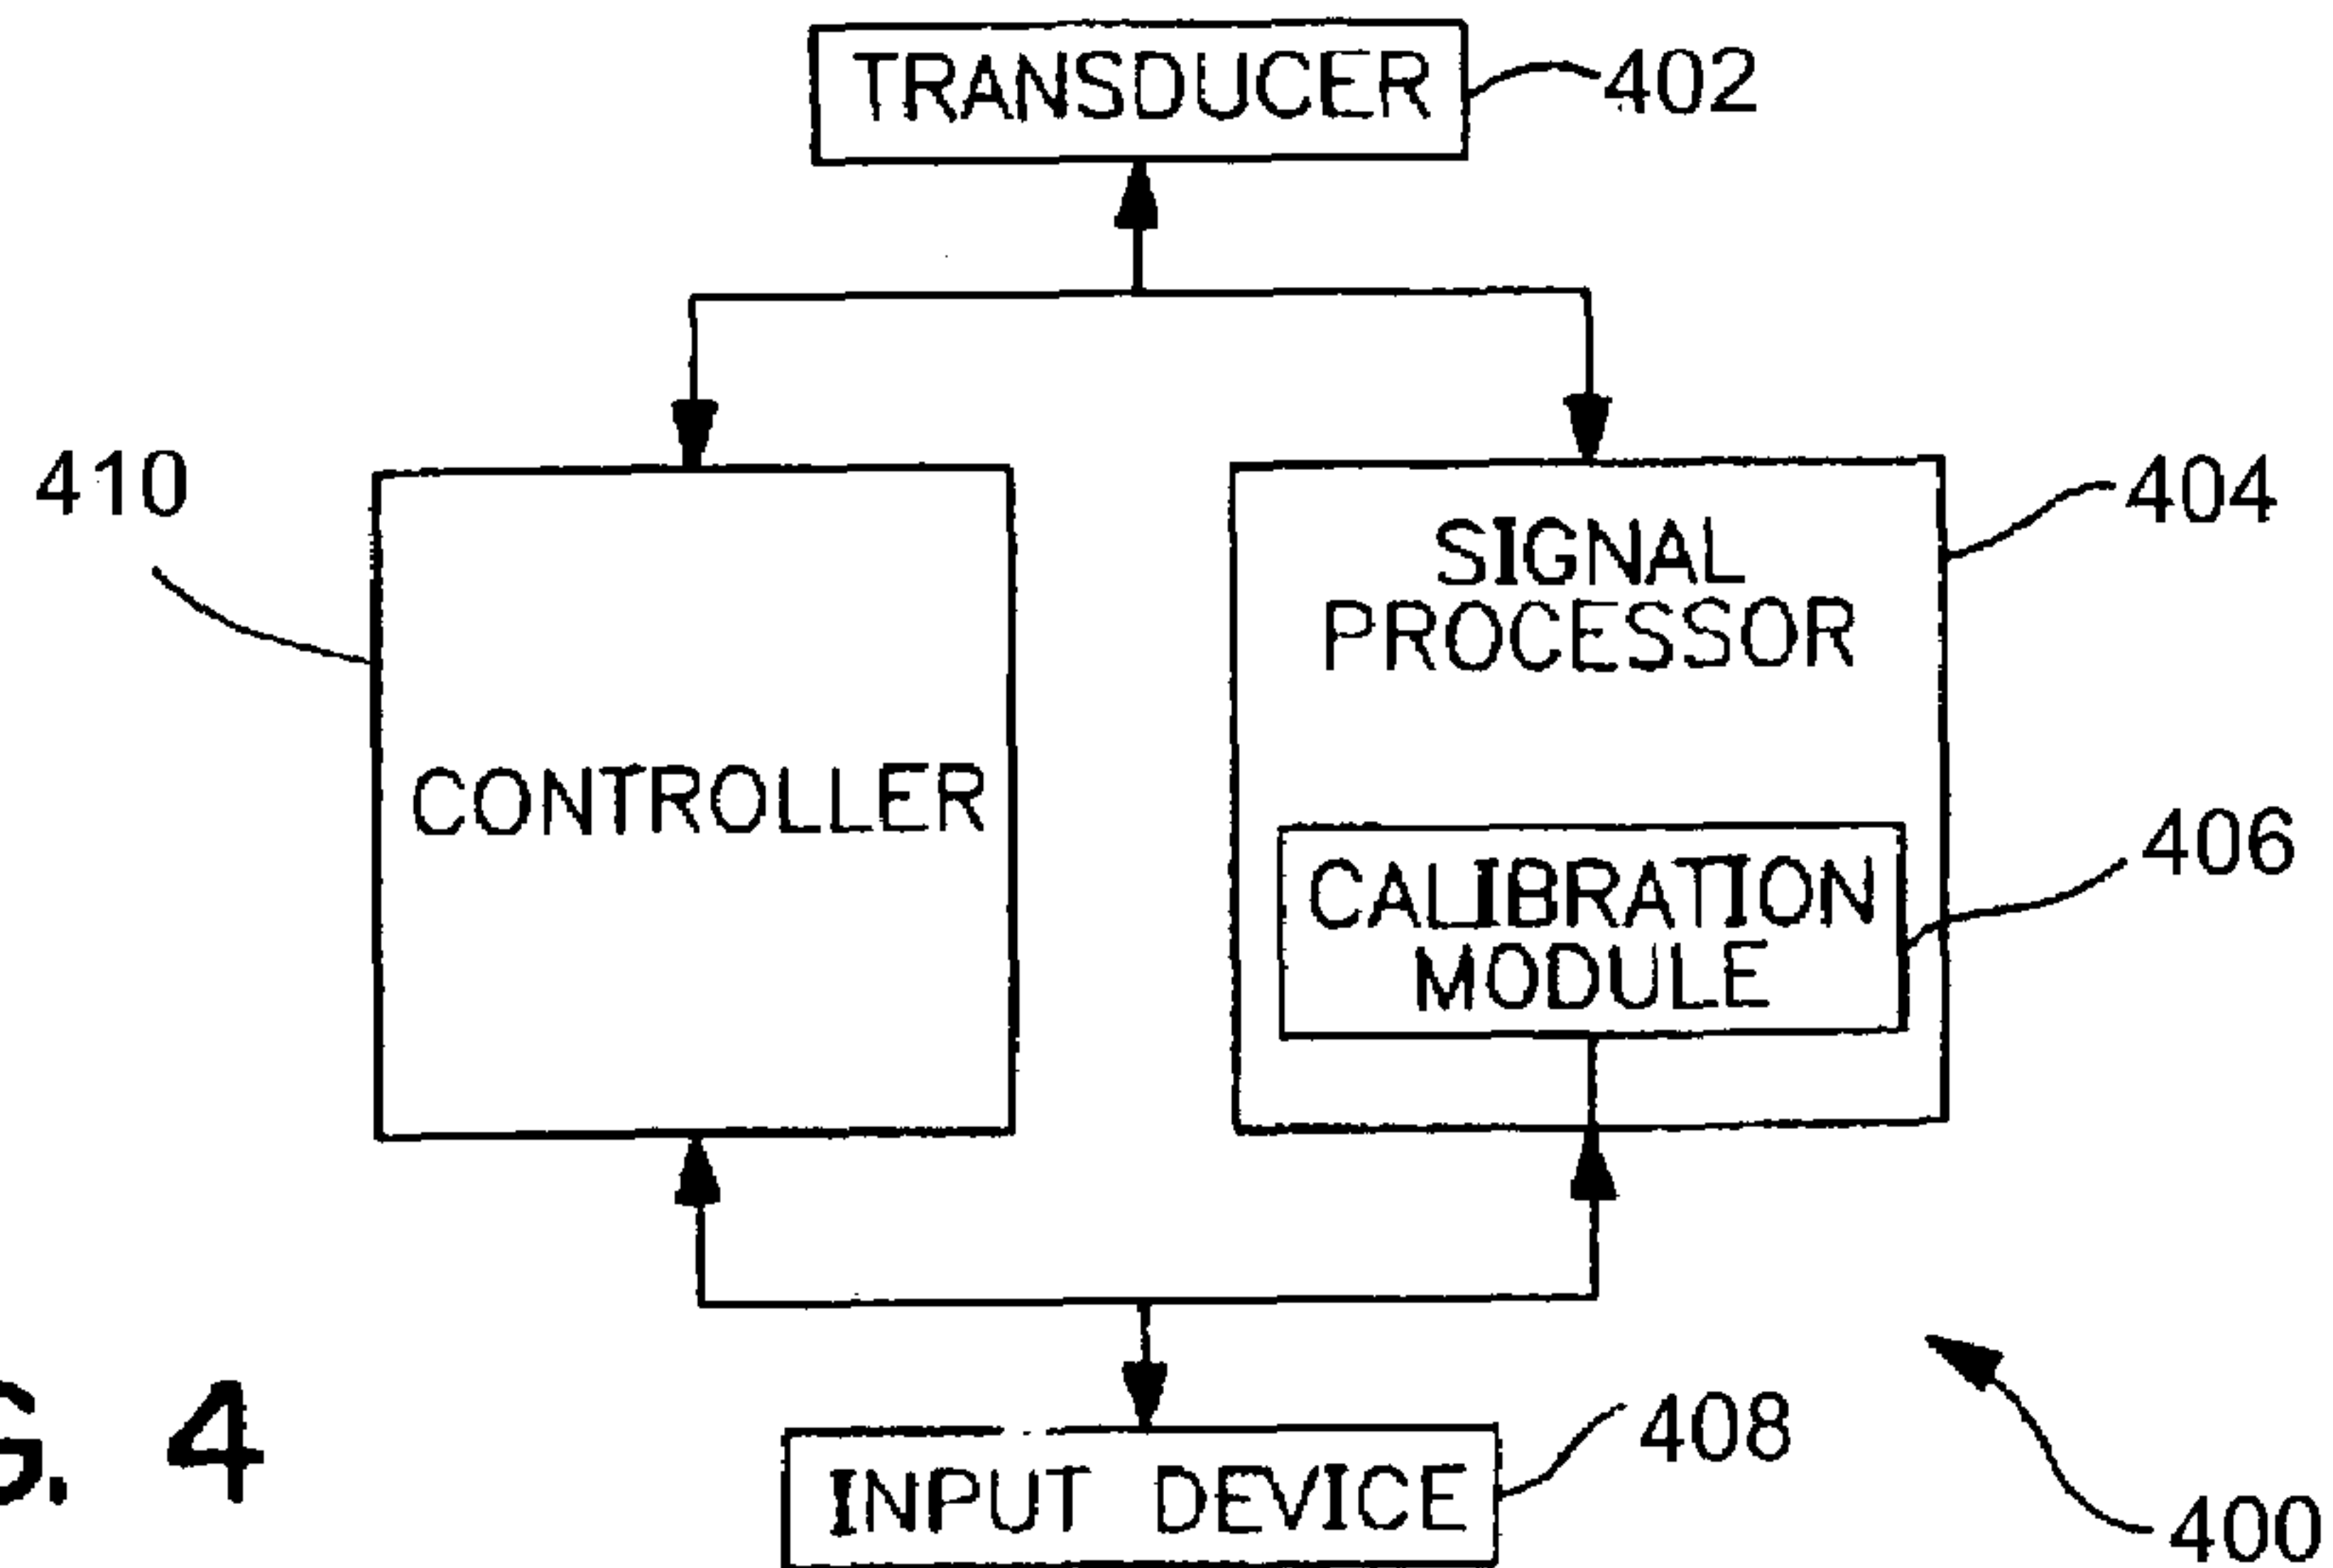 TRANSDUCER
402
410
404
SIGNAL
PROCESSOR
CONTROLLER
406
CALIBRATION
MODULE
G. 4
408
INPUT DEVICE
400